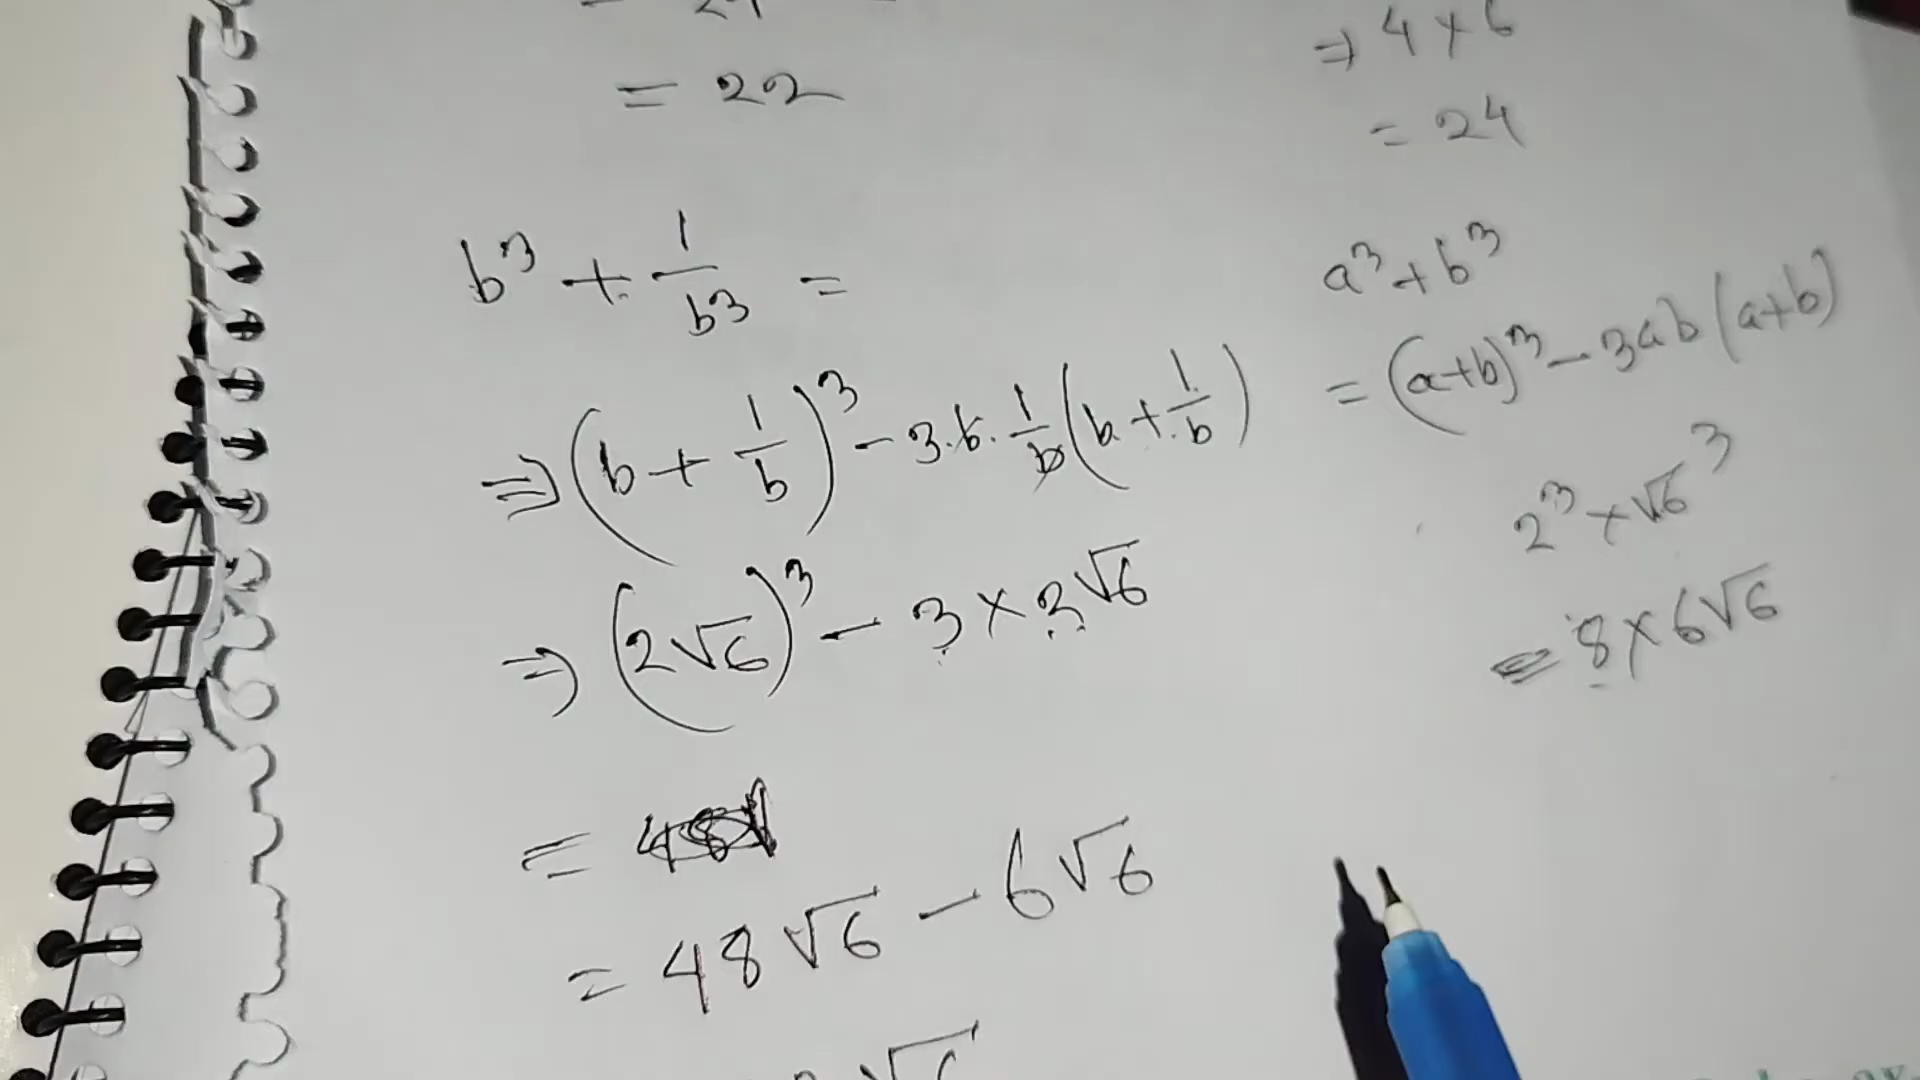 = 22
b³ + 1/b³ =
⇒ (b + 1/b)³ - 3.b. 1/b (b + 1/b)
⇒ (2√6)³ - 3 × 2√6
= 48√6 - 6√6
⇒ 4 × 6
= 24
a³ + b³
= (a+b)³ - 3ab(a+b)
2³ × √6³
= 8 × 6√6